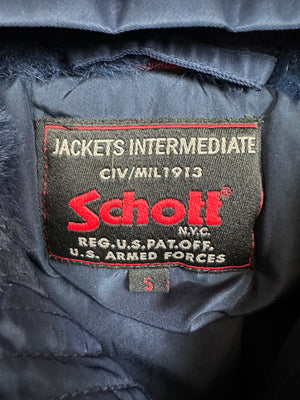 JACKETS INTERMEDIATE
CIV/MIL1913
Schott®
N.Y.C.
REG.U.S.PAT.OFF.
U.S. ARMED FORCES
S